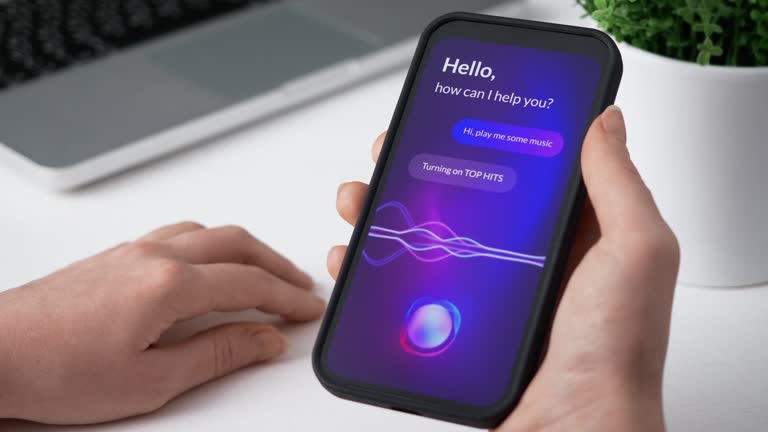 Hello,
how can I help you?
Hi, play me some music
Turning on TOP HITS